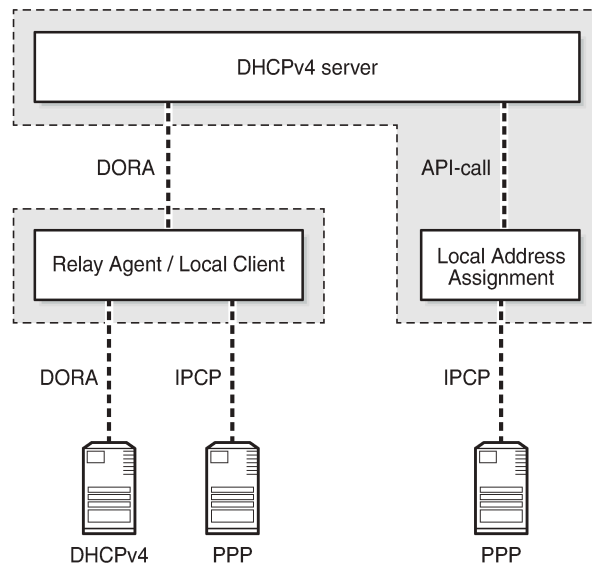 DHCPv4 server
DORA
API-call
Relay Agent / Local Client
Local Address
Assignment
DORA
IPCP
IPCP
DHCPv4
PPP
PPP